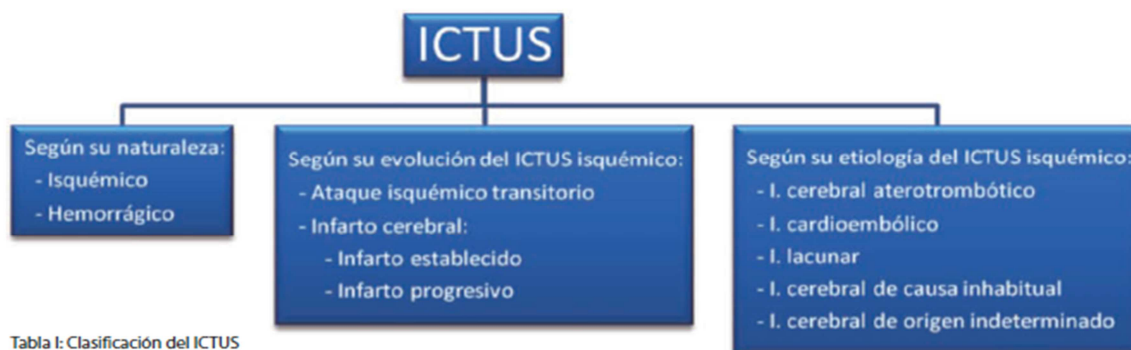 ICTUS
Según su naturaleza:
- Isquémico
- Hemorrágico
Según su evolución del ICTUS isquémico:
- Ataque isquémico transitorio
- Infarto cerebral:
- Infarto establecido
- Infarto progresivo
Según su etiología del ICTUS isquémico:
- I. cerebral aterotrombótico
- I. cardioembólico
- I. lacunar
- I. cerebral de causa inhabitual
- I. cerebral de origen indeterminado
Tabla I: Clasificación del ICTUS